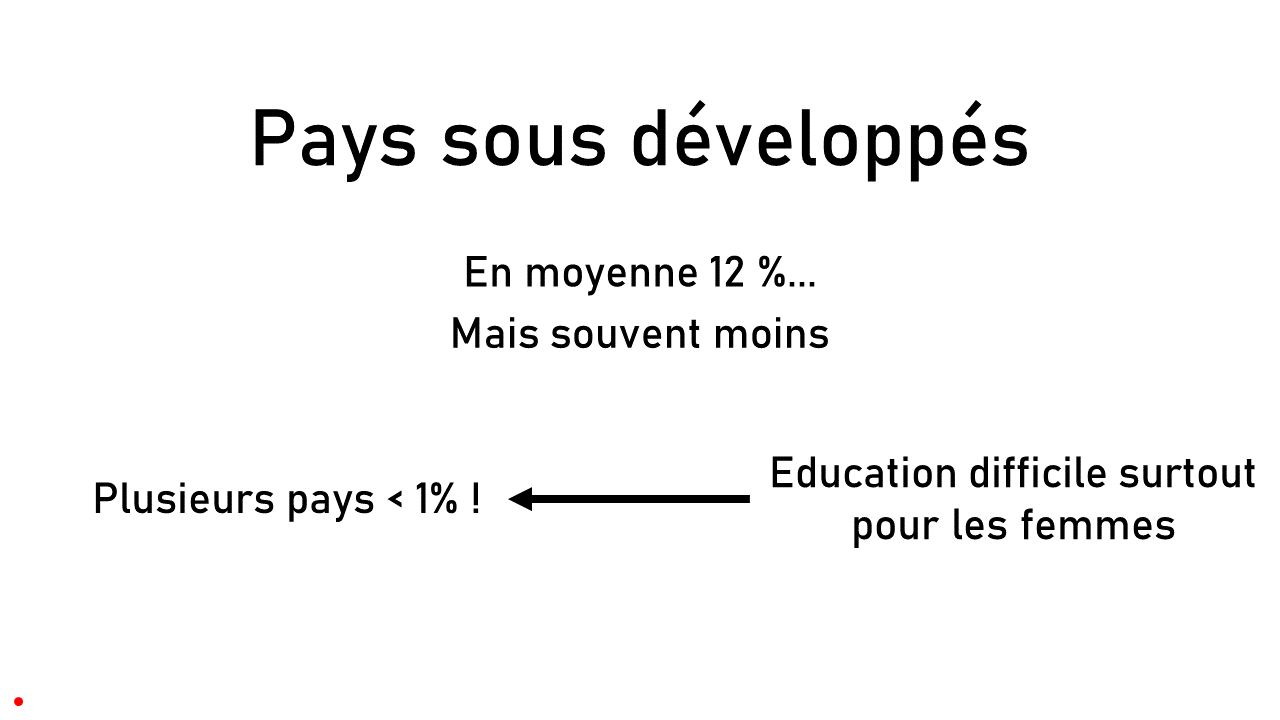 Pays sous développés
En moyenne 12 %...
Mais souvent moins
Plusieurs pays < 1% !
Education difficile surtout
pour les femmes